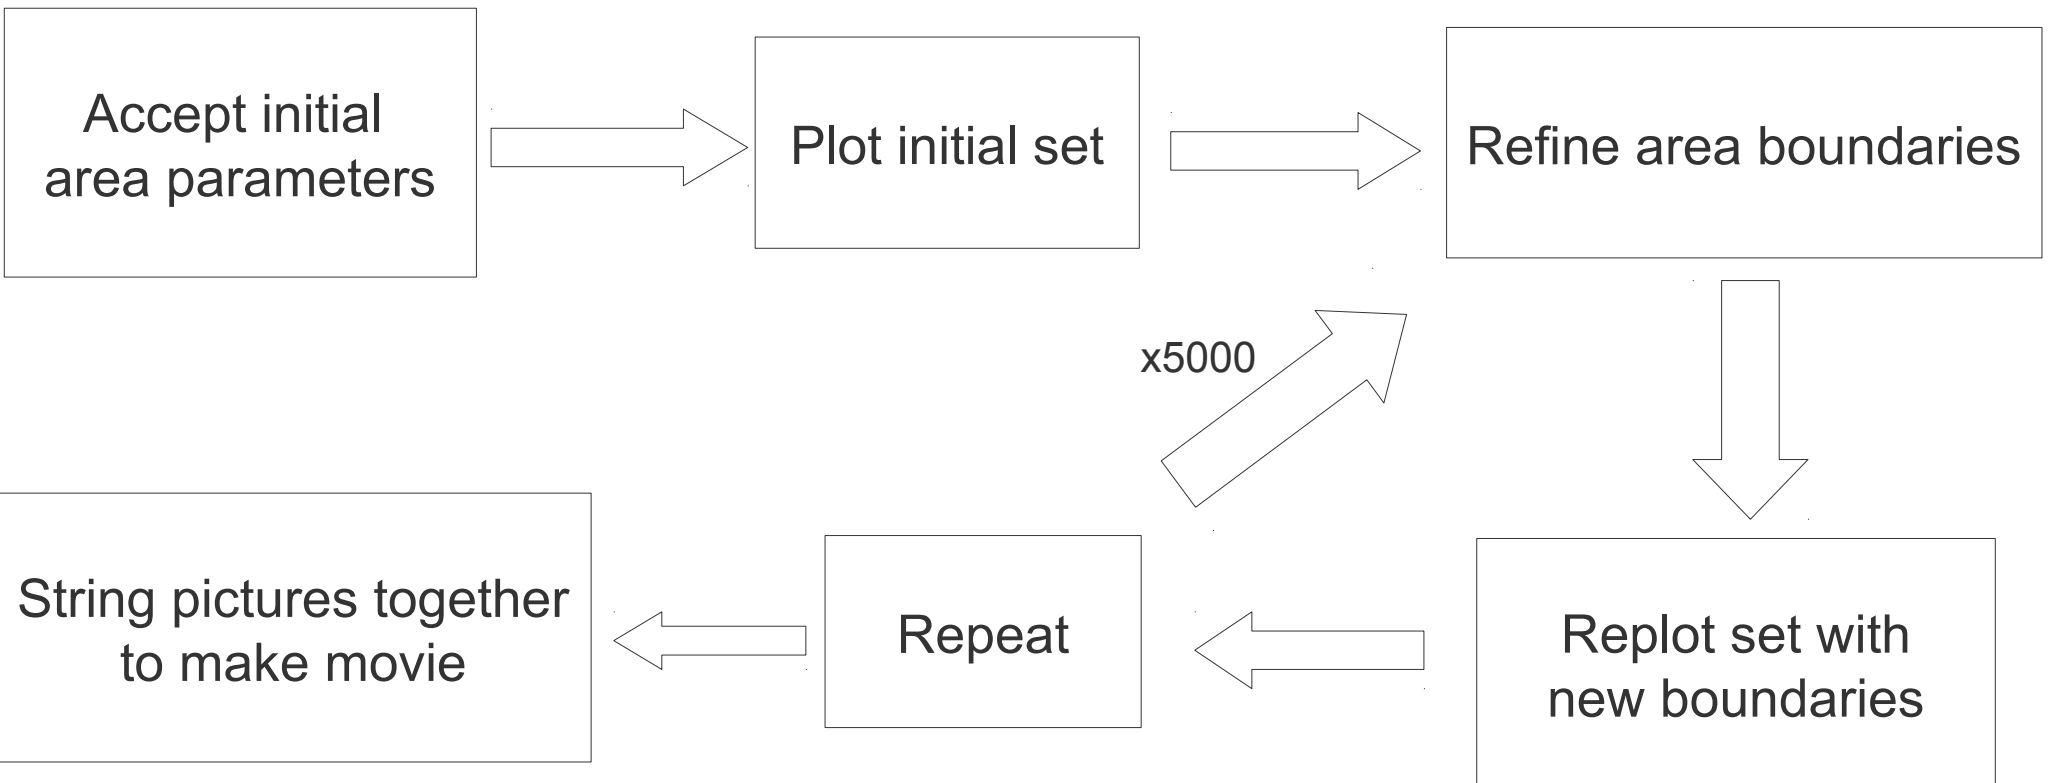 Accept initial
area parameters
Plot initial set
Refine area boundaries
x5000
String pictures together
to make movie
Repeat
Replot set with
new boundaries